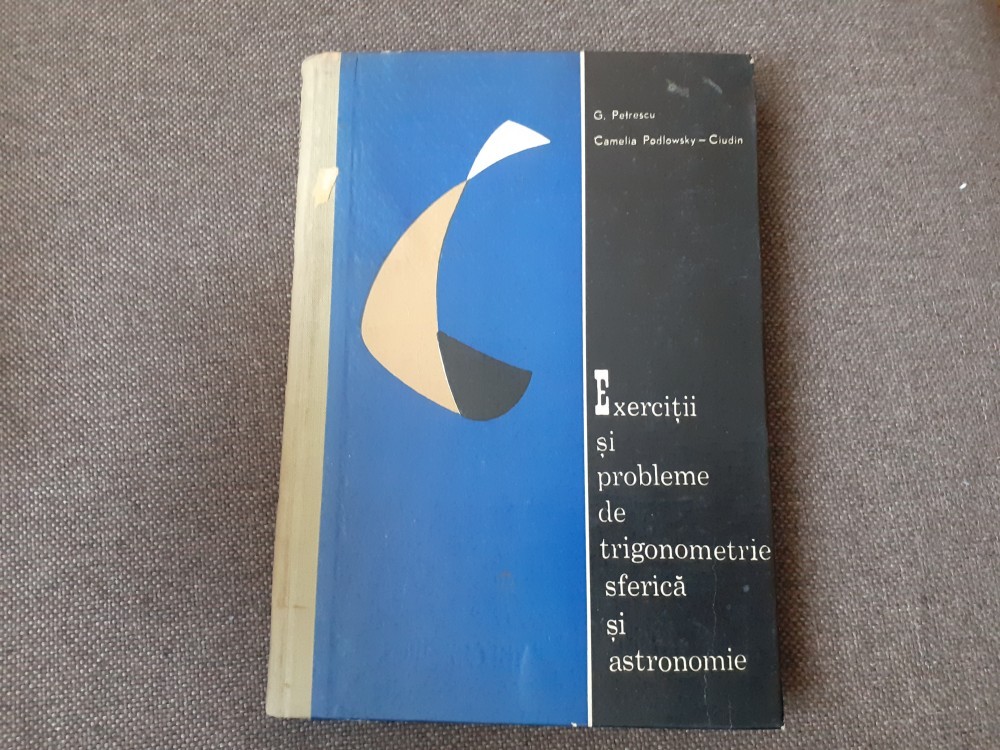 G. Petrescu
Camelia Podlowsky – Ciudin
Exerciții
și
probleme
de
trigonometrie
sferică
și
astronomie